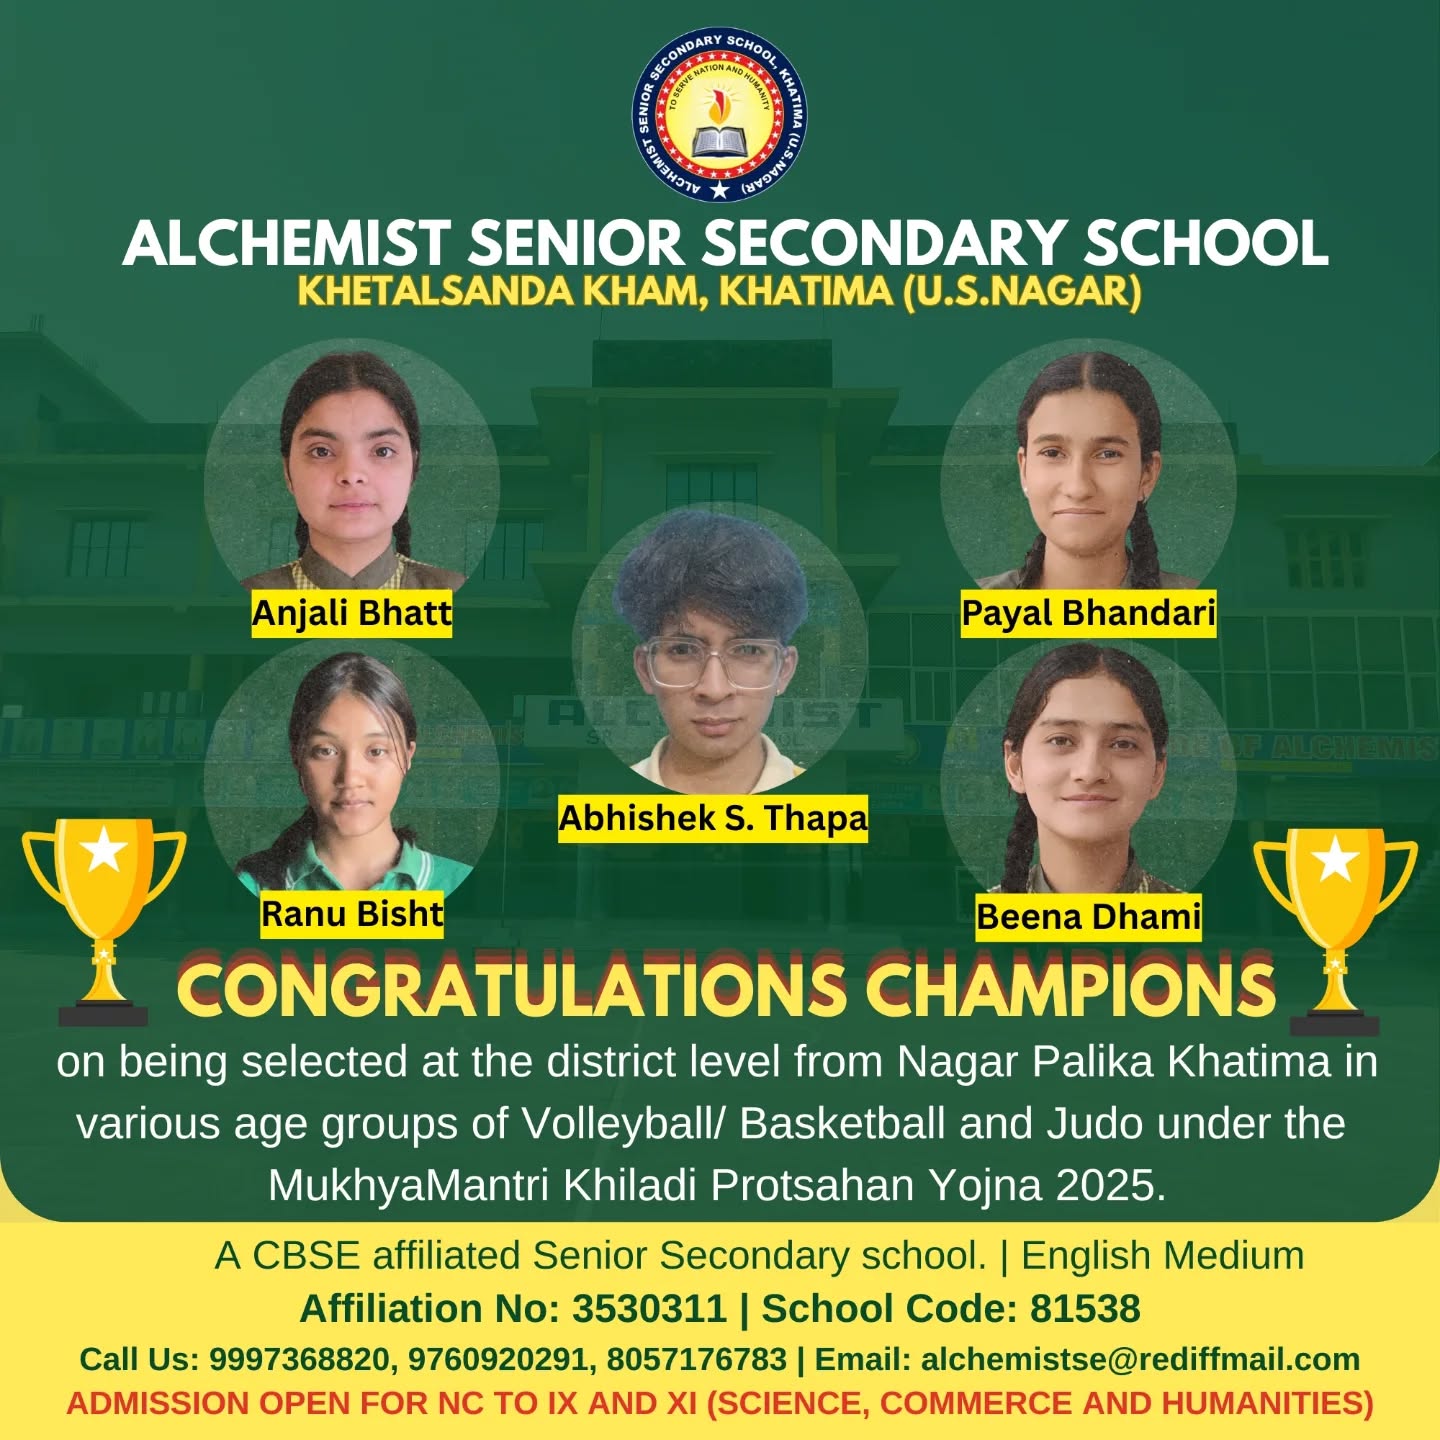 ALCHEMIST SENIOR SECONDARY SCHOOL, KHATIMA (U.S.NAGAR)
TO SERVE NATION AND HUMANITY
ALCHEMIST SENIOR SECONDARY SCHOOL
KHETALSANDA KHAM, KHATIMA (U.S.NAGAR)
Anjali Bhatt
Payal Bhandari
ALCHEMIST
OF ALCHEMIS
Abhishek S. Thapa
Ranu Bisht
Beena Dhami
CONGRATULATIONS CHAMPIONS
on being selected at the district level from Nagar Palika Khatima in
various age groups of Volleyball/ Basketball and Judo under the
MukhyaMantri Khiladi Protsahan Yojna 2025.
A CBSE affiliated Senior Secondary school. | English Medium
Affiliation No: 3530311 | School Code: 81538
Call Us: 9997368820, 9760920291, 8057176783 | Email: alchemistse@rediffmail.com
ADMISSION OPEN FOR NC TO IX AND XI (SCIENCE, COMMERCE AND HUMANITIES)